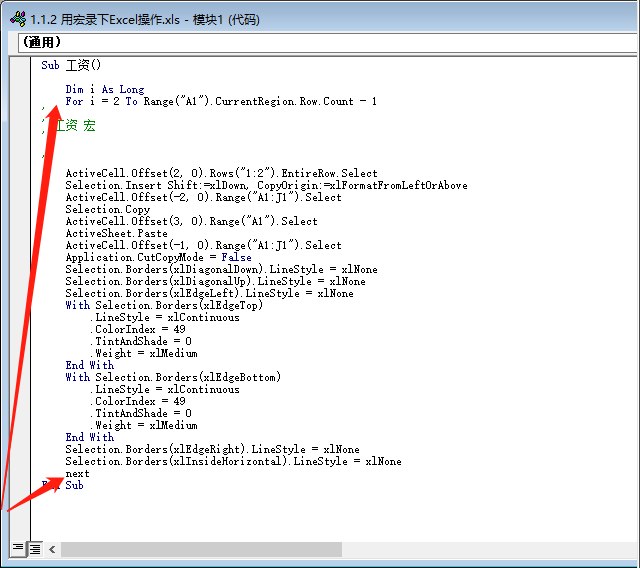 1.1.2 用宏录下Excel操作.xls - 模块1 (代码)
(通用)
Sub 工资()
Dim i As Long
For i = 2 To Range("A1").CurrentRegion.Row.Count - 1
'
' 工资 宏
'
'
ActiveCell.Offset(2, 0).Rows("1:2").EntireRow.Select
Selection.Insert Shift:=xlDown, CopyOrigin:=xlFormatFromLeftOrAbove
ActiveCell.Offset(-2, 0).Range("A1:J1").Select
Selection.Copy
ActiveCell.Offset(3, 0).Range("A1").Select
ActiveSheet.Paste
ActiveCell.Offset(-1, 0).Range("A1:J1").Select
Application.CutCopyMode = False
Selection.Borders(xlDiagonalDown).LineStyle = xlNone
Selection.Borders(xlDiagonalUp).LineStyle = xlNone
Selection.Borders(xlEdgeLeft).LineStyle = xlNone
With Selection.Borders(xlEdgeTop)
.LineStyle = xlContinuous
.ColorIndex = 49
.TintAndShade = 0
.Weight = xlMedium
End With
With Selection.Borders(xlEdgeBottom)
.LineStyle = xlContinuous
.ColorIndex = 49
.TintAndShade = 0
.Weight = xlMedium
End With
Selection.Borders(xlEdgeRight).LineStyle = xlNone
Selection.Borders(xlInsideHorizontal).LineStyle = xlNone
next
End Sub